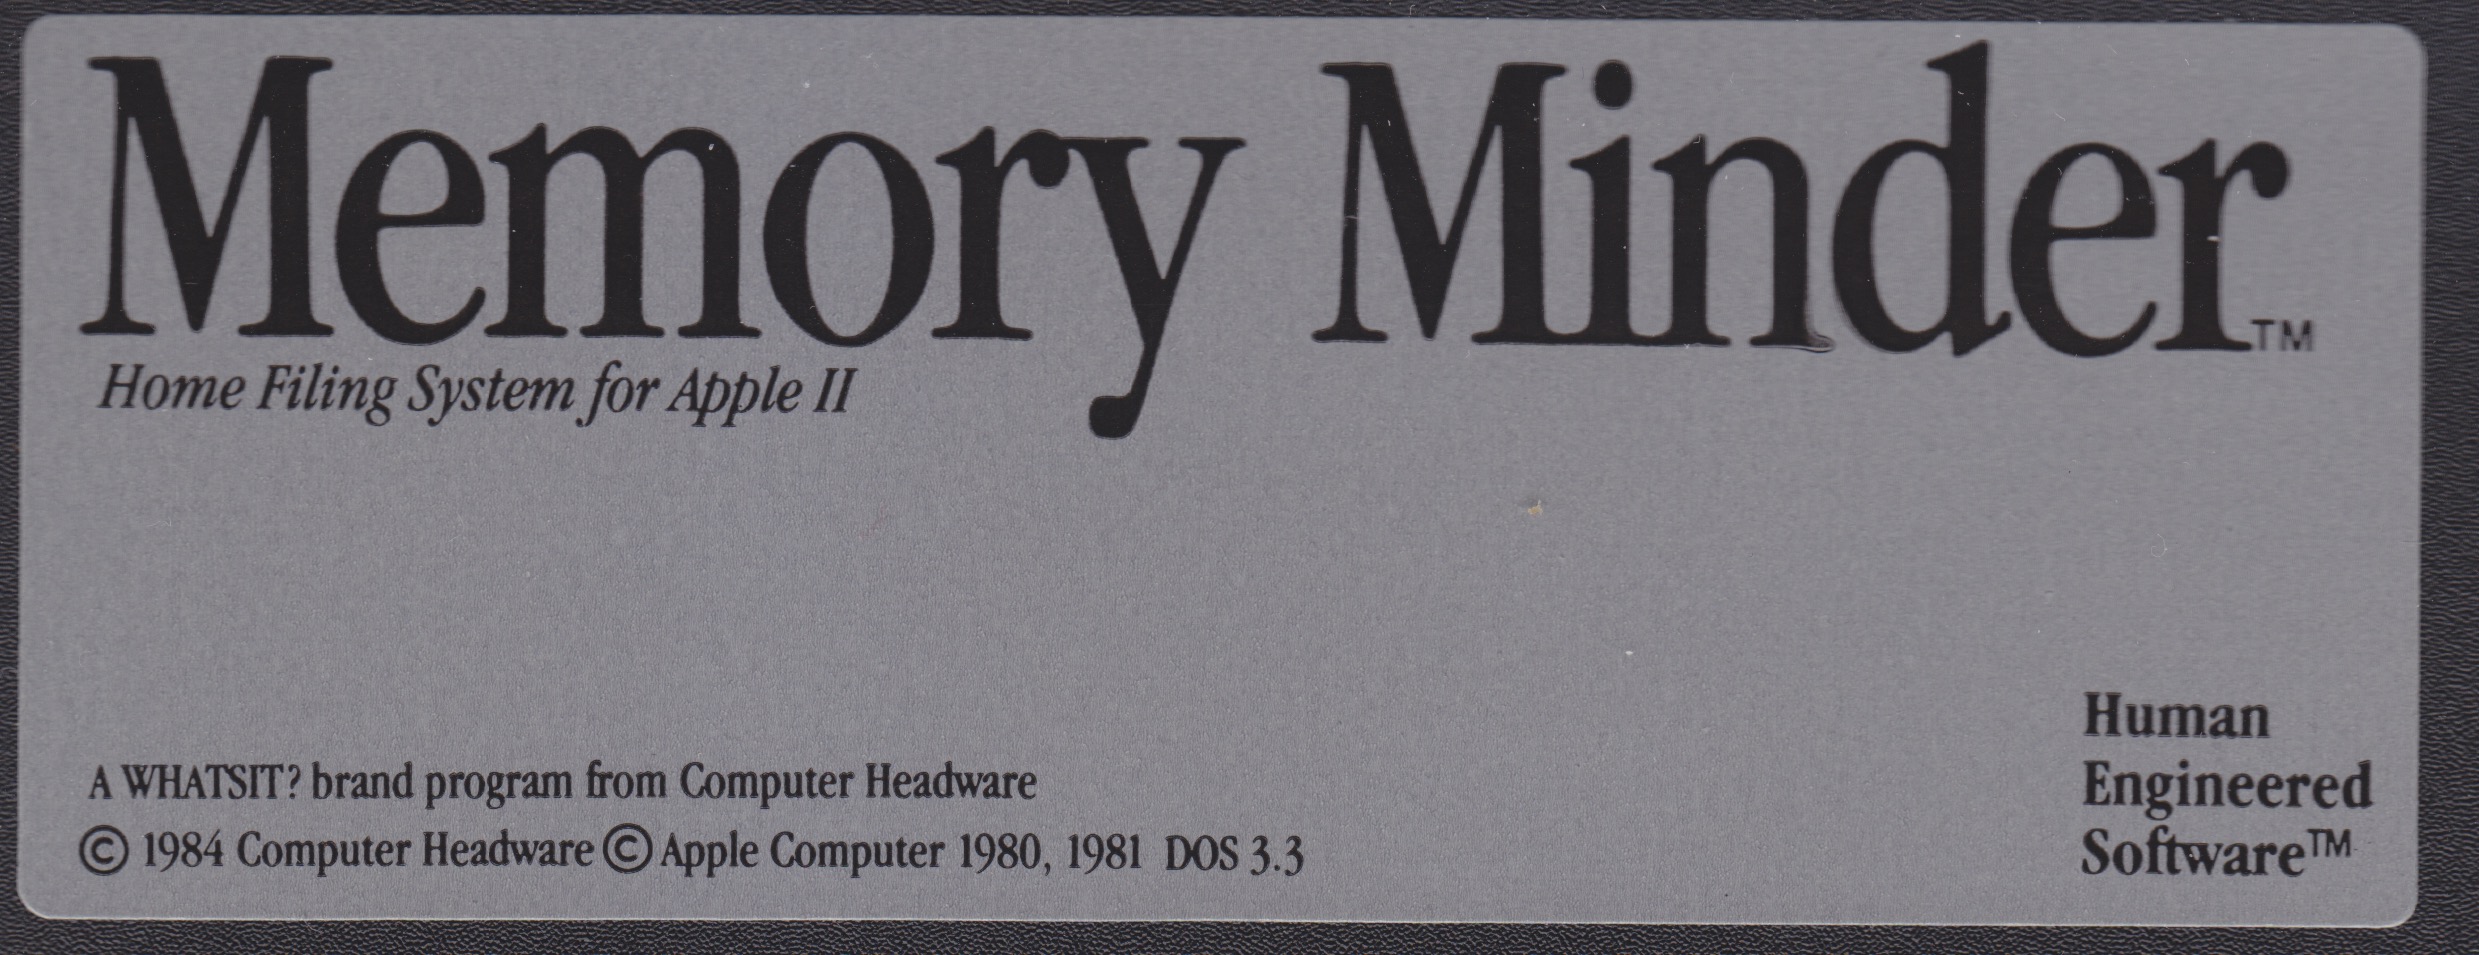 Memory Minder™
Home Filing System for Apple II
A WHATSIT? brand program from Computer Headware
© 1984 Computer Headware © Apple Computer 1980, 1981 DOS 3.3
Human
Engineered
Software™